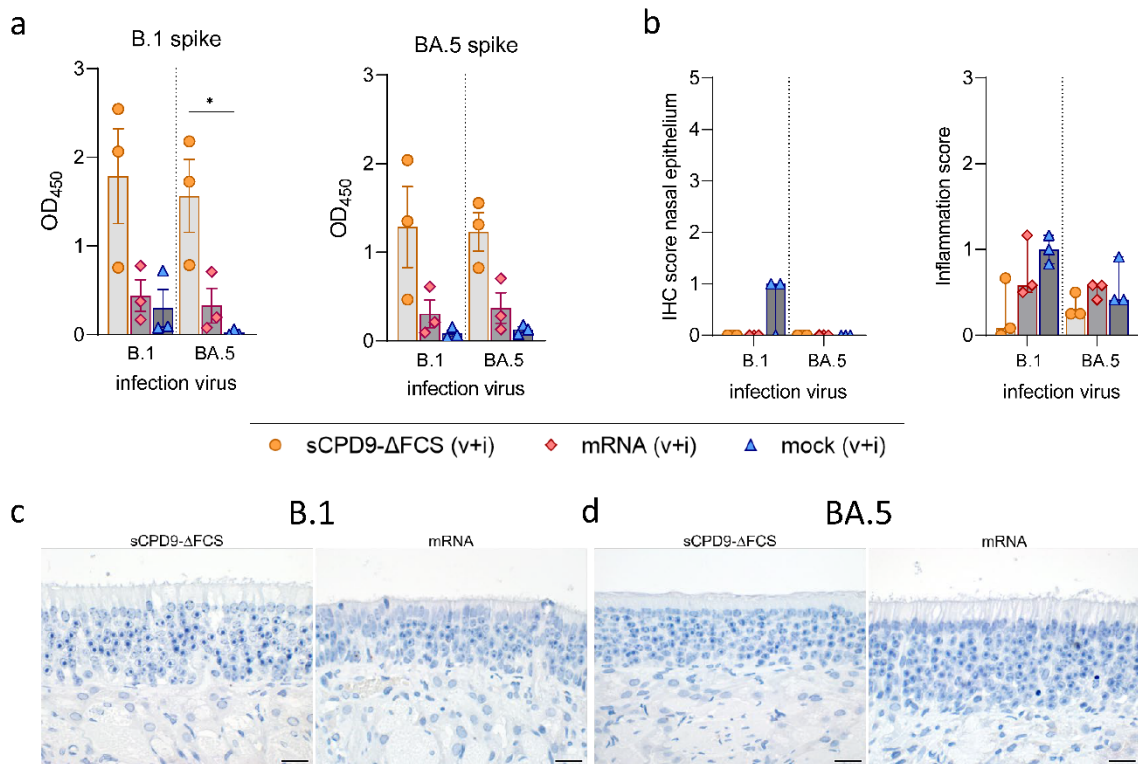 a
B.1 spike
OD450
3
2
1
0
B.1
BA.5
infection virus
*
BA.5 spike
OD450
3
2
1
0
B.1
BA.5
infection virus
b
IHC score nasal epithelium
5
4
3
2
1
0
B.1
BA.5
infection virus
Inflammation score
3
2
1
0
B.1
BA.5
infection virus
sCPD9-ΔFCS (v+i)
mRNA (v+i)
mock (v+i)
c
B.1
sCPD9-ΔFCS
mRNA
d
BA.5
sCPD9-ΔFCS
mRNA